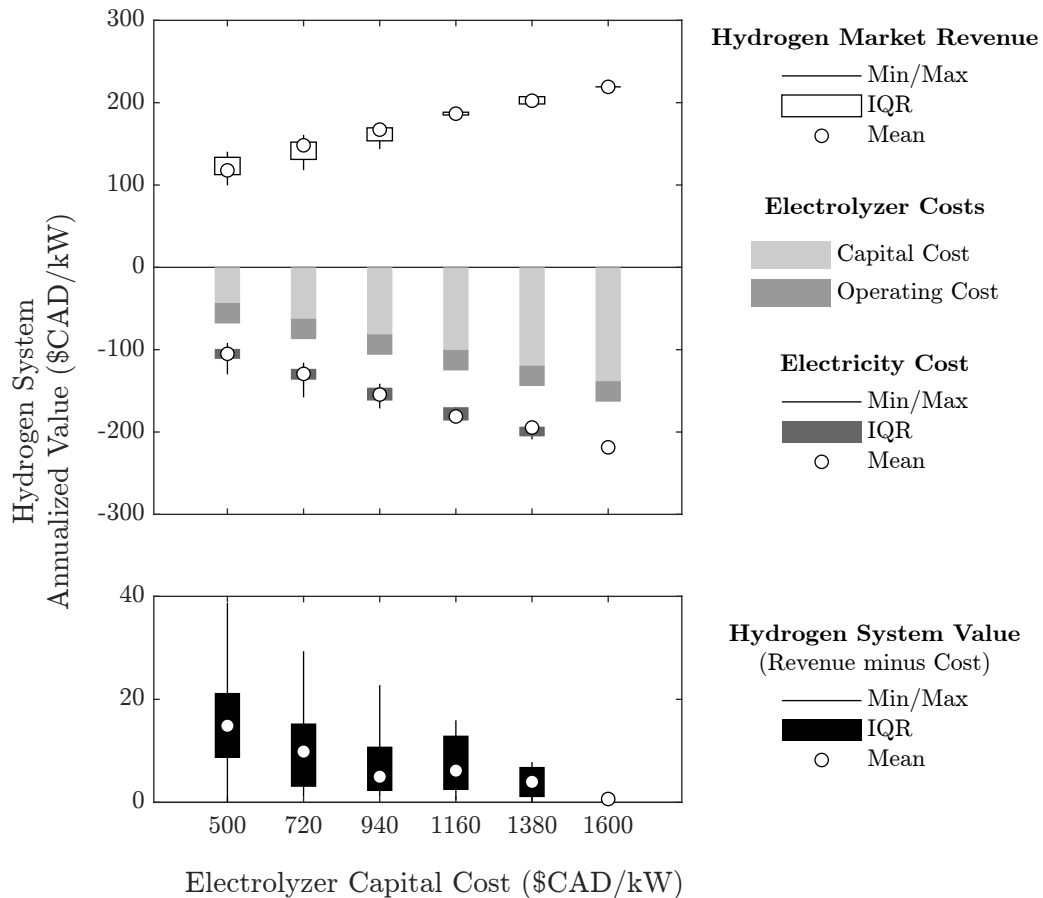 Hydrogen System
Annualized Value ($CAD/kW)
300
200
100
0
-100
-200
-300
40
20
0
500
720
940
1160
1380
1600
Electrolyzer Capital Cost ($CAD/kW)
Hydrogen Market Revenue
Min/Max
IQR
Mean
Electrolyzer Costs
Capital Cost
Operating Cost
Electricity Cost
Min/Max
IQR
Mean
Hydrogen System Value
(Revenue minus Cost)
Min/Max
IQR
Mean